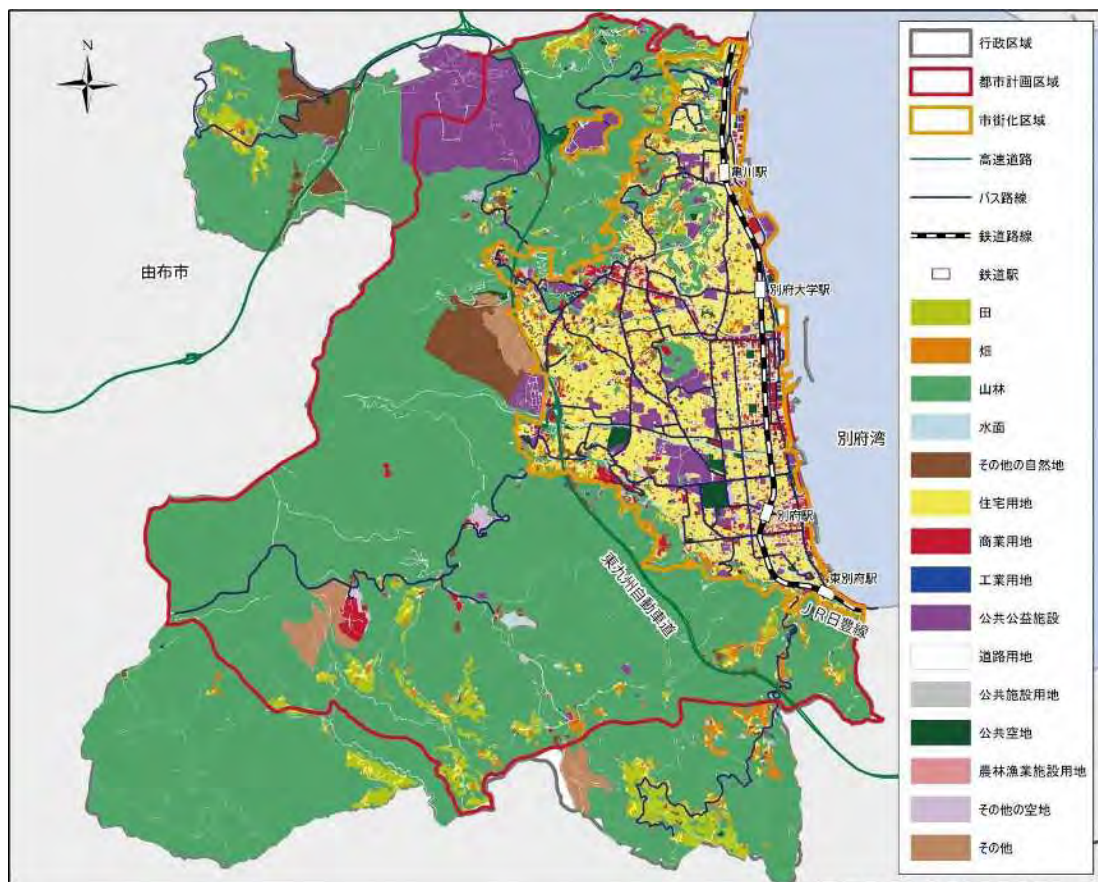 N
由布市
亀川駅
別府大学駅
別府湾
別府駅
東別府駅
JR日豊線
東九州自動車道
行政区域
都市計画区域
市街化区域
高速道路
バス路線
鉄道路線
鉄道駅
田
畑
山林
水面
その他の自然地
住宅用地
商業用地
工業用地
公共公益施設
道路用地
公共施設用地
公共空地
農林漁業施設用地
その他の空地
その他